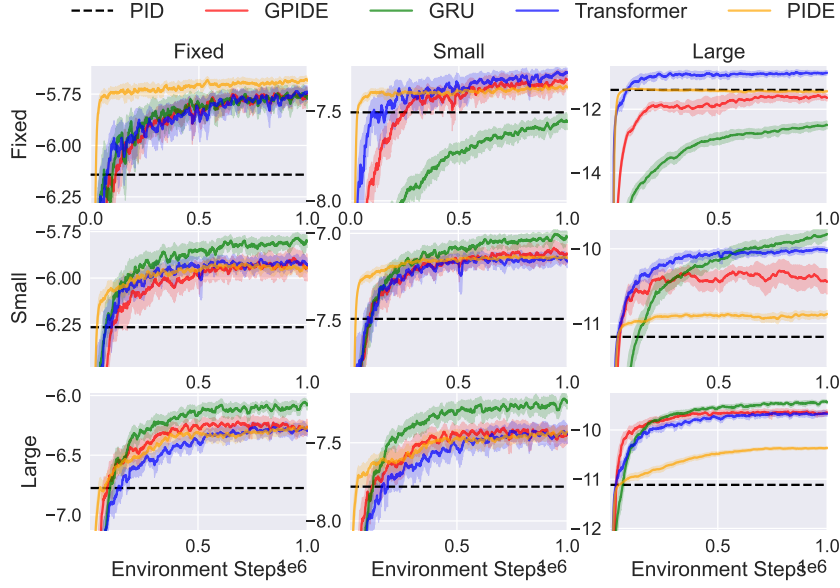 PID GPIDE GRU Transformer PIDE
Fixed Small Large
Fixed
−5.75
−6.00
−6.25
0.0 0.5 1.0
−7.5
−8.0
0.0 0.5 1.0
−12
−14
0.0 0.5 1.0
Small
−5.75
−6.00
−6.25
0.5 1.0
−7.0
−7.5
0.5 1.0
−10
−11
0.5 1.0
Large
−6.0
−6.5
−7.0
0.5 1.0
−7.5
−8.0
0.5 1.0
−10
−11
−12
0.5 1.0
1e6 1e6 1e6
Environment Steps Environment Steps Environment Steps